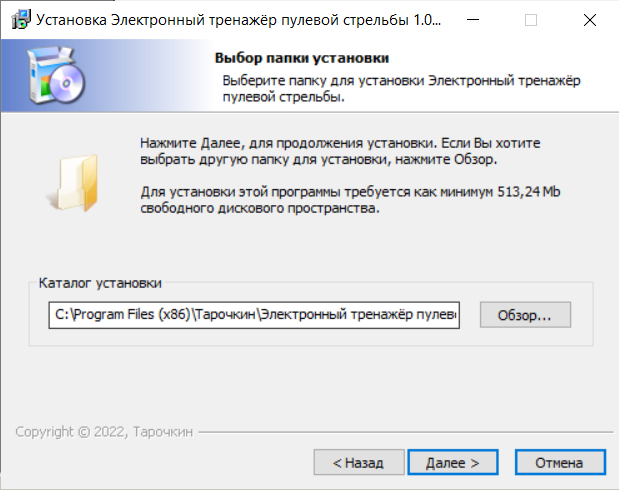 Установка Электронный тренажёр пулевой стрельбы 1.0...
Выбор папки установки
Выберите папку для установки Электронный тренажёр
пулевой стрельбы.
Нажмите Далее, для продолжения установки. Если Вы хотите
выбрать другую папку для установки, нажмите Обзор.
Для установки этой программы требуется как минимум 513,24 Mb
свободного дискового пространства.
Каталог установки
C:\Program Files (x86)\Тарочкин\Электронный тренажёр пулев
Обзор...
Copyright © 2022, Тарочкин
< Назад
Далее >
Отмена